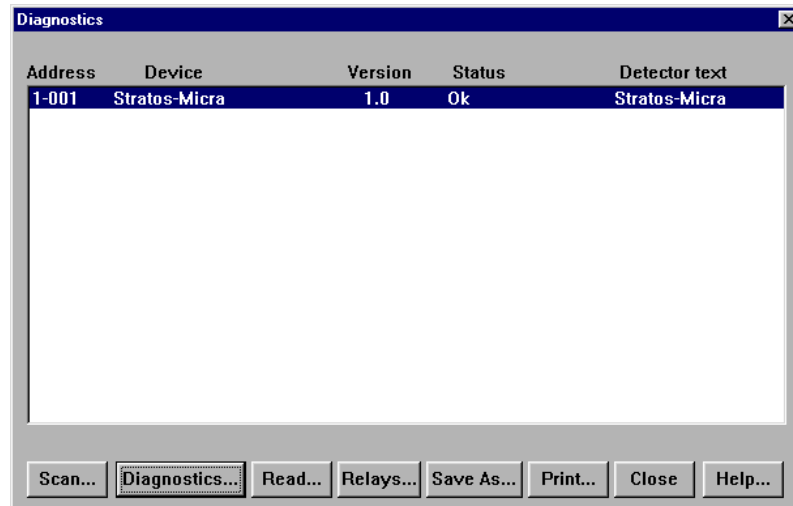 Diagnostics
Address Device Version Status Detector text
1-001 Stratos-Micra 1.0 Ok Stratos-Micra
Scan... Diagnostics... Read... Relays... Save As... Print... Close Help...